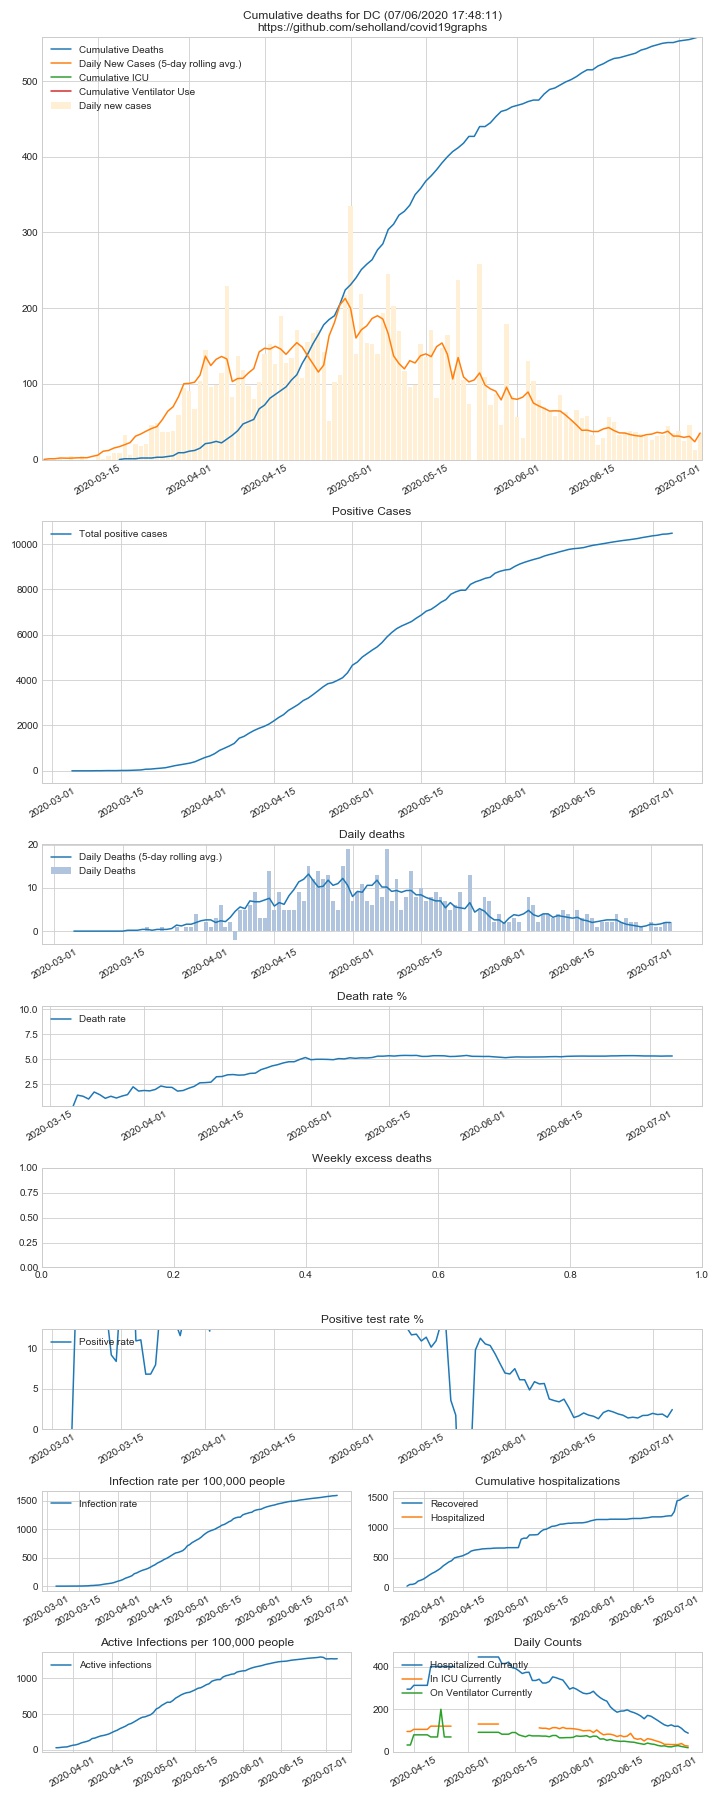 Cumulative deaths for DC (07/06/2020 17:48:11)
https://github.com/seholland/covid19graphs
Cumulative Deaths
Daily New Cases (5-day rolling avg.)
Cumulative ICU
Cumulative Ventilator Use
Daily new cases
500
400
300
200
100
0
2020-03-15 2020-04-01 2020-04-15 2020-05-01 2020-05-15 2020-06-01 2020-06-15 2020-07-01
Positive Cases
Total positive cases
10000
8000
6000
4000
2000
0
2020-03-01 2020-03-15 2020-04-01 2020-04-15 2020-05-01 2020-05-15 2020-06-01 2020-06-15 2020-07-01
Daily deaths
Daily Deaths (5-day rolling avg.)
Daily Deaths
20
10
0
2020-03-01 2020-03-15 2020-04-01 2020-04-15 2020-05-01 2020-05-15 2020-06-01 2020-06-15 2020-07-01
Death rate %
Death rate
10.0
7.5
5.0
2.5
2020-03-15 2020-04-01 2020-04-15 2020-05-01 2020-05-15 2020-06-01 2020-06-15 2020-07-01
Weekly excess deaths
1.00
0.75
0.50
0.25
0.00
0.0 0.2 0.4 0.6 0.8 1.0
Positive test rate %
Positive rate
10
5
0
2020-03-01 2020-03-15 2020-04-01 2020-04-15 2020-05-01 2020-05-15 2020-06-01 2020-06-15 2020-07-01
Infection rate per 100,000 people
Infection rate
1500
1000
500
0
2020-03-01 2020-03-15 2020-04-01 2020-04-15 2020-05-01 2020-05-15 2020-06-01 2020-06-15 2020-07-01
Cumulative hospitalizations
Recovered
Hospitalized
1500
1000
500
0
2020-04-01 2020-04-15 2020-05-01 2020-05-15 2020-06-01 2020-06-15 2020-07-01
Active Infections per 100,000 people
Active infections
1000
500
0
2020-04-01 2020-04-15 2020-05-01 2020-05-15 2020-06-01 2020-06-15 2020-07-01
Daily Counts
Hospitalized Currently
In ICU Currently
On Ventilator Currently
400
200
0
2020-04-15 2020-05-01 2020-05-15 2020-06-01 2020-06-15 2020-07-01